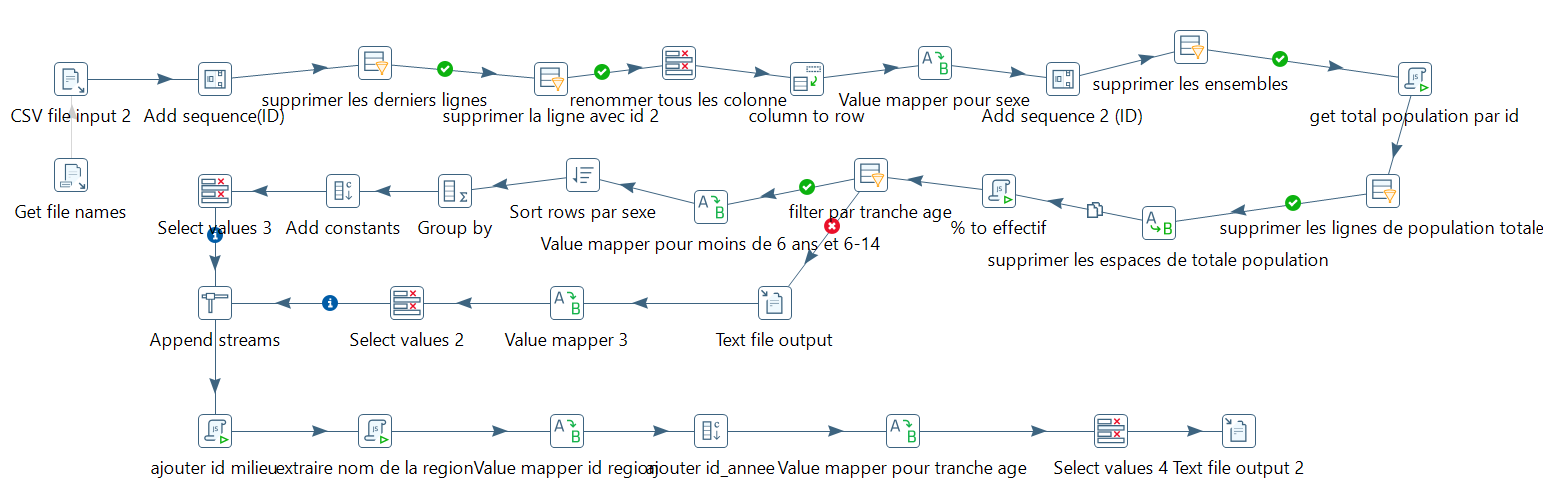 CSV file input 2
Add sequence(ID)
supprimer les derniers lignes
supprimer la ligne avec id 2
renommer tous les colonne
column to row
Value mapper pour sexe
Add sequence 2 (ID)
supprimer les ensembles
get total population par id
Get file names
Select values 3
Add constants
Group by
Sort rows par sexe
Value mapper pour moins de 6 ans et 6-14
filter par tranche age
% to effectif
supprimer les espaces de totale population
supprimer les lignes de population totale
Append streams
Select values 2
Value mapper 3
Text file output
ajouter id milieu
extraire nom de la region
Value mapper id region
ajouter id_annee
Value mapper pour tranche age
Select values 4
Text file output 2